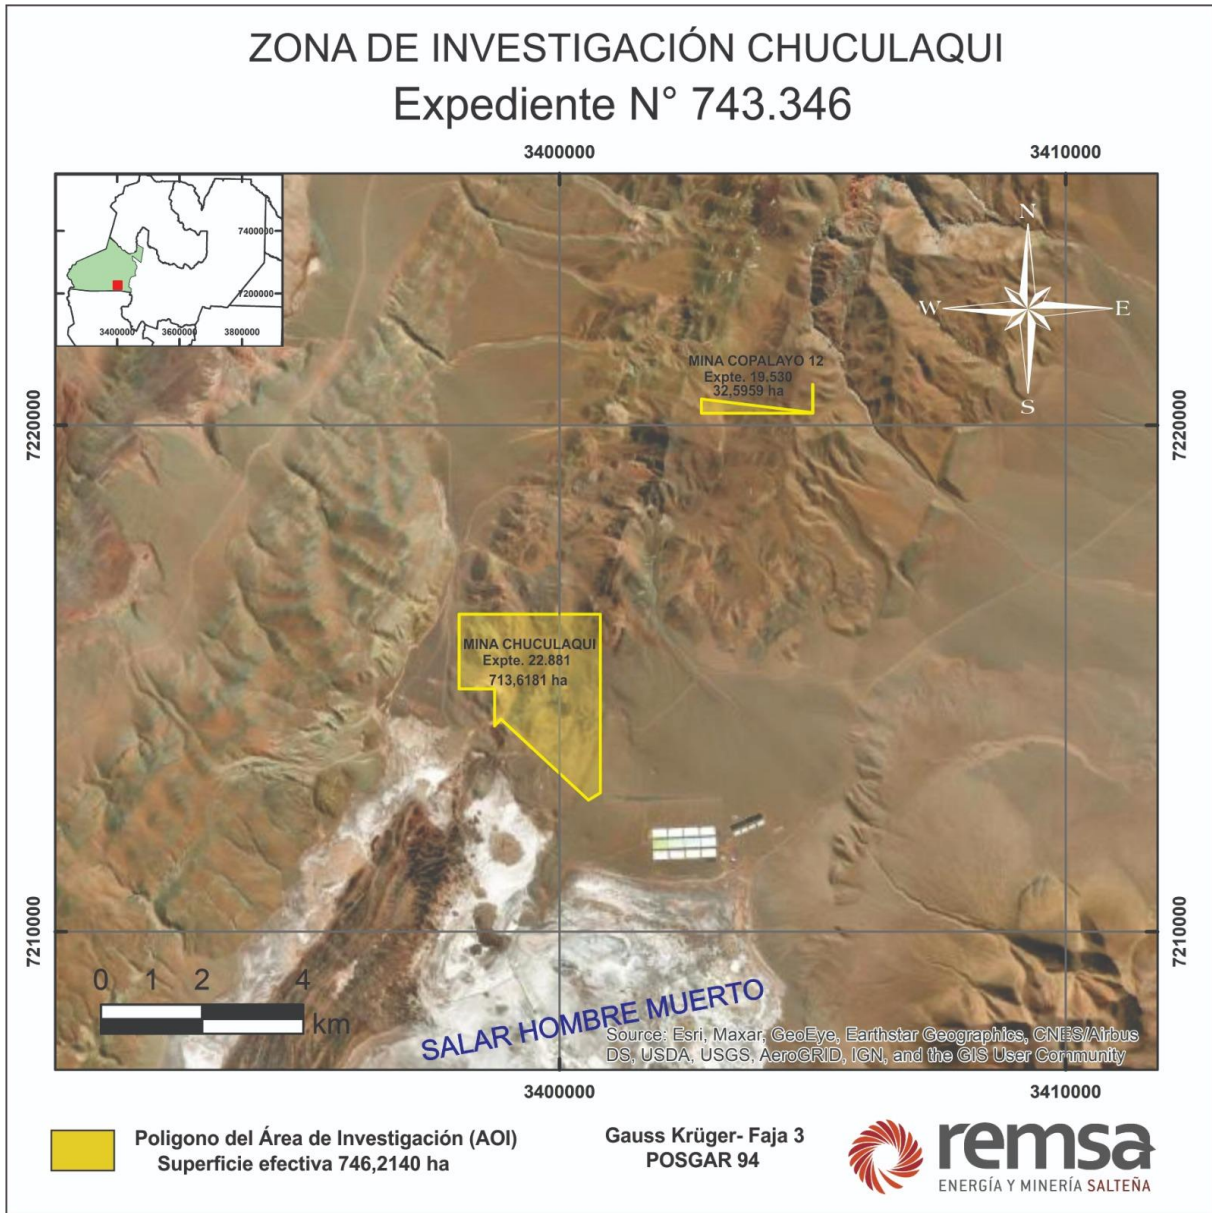 ZONA DE INVESTIGACIÓN CHUCULAQUI
Expediente N° 743.346
3400000
3410000
7400000
7200000
3400000
3600000
3800000
N
W
E
S
MINA COPALAYO 12
Expte. 19.530
32,5959 ha
7220000
7220000
MINA CHUCULAQUI
Expte. 22.881
713,6181 ha
7210000
7210000
0 1 2 4
km
SALAR HOMBRE MUERTO
Source: Esri, Maxar, GeoEye, Earthstar Geographics, CNES/Airbus
DS, USDA, USGS, AeroGRID, IGN, and the GIS User Community
3400000
3410000
Poligono del Área de Investigación (AOI)
Superficie efectiva 746,2140 ha
Gauss Krüger- Faja 3
POSGAR 94
remsa
ENERGÍA Y MINERÍA SALTEÑA